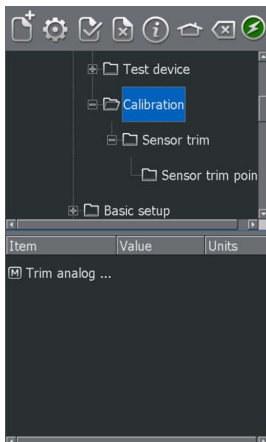 Test device
Calibration
Sensor trim
Sensor trim poin
Basic setup
Item Value Units
M Trim analog ...